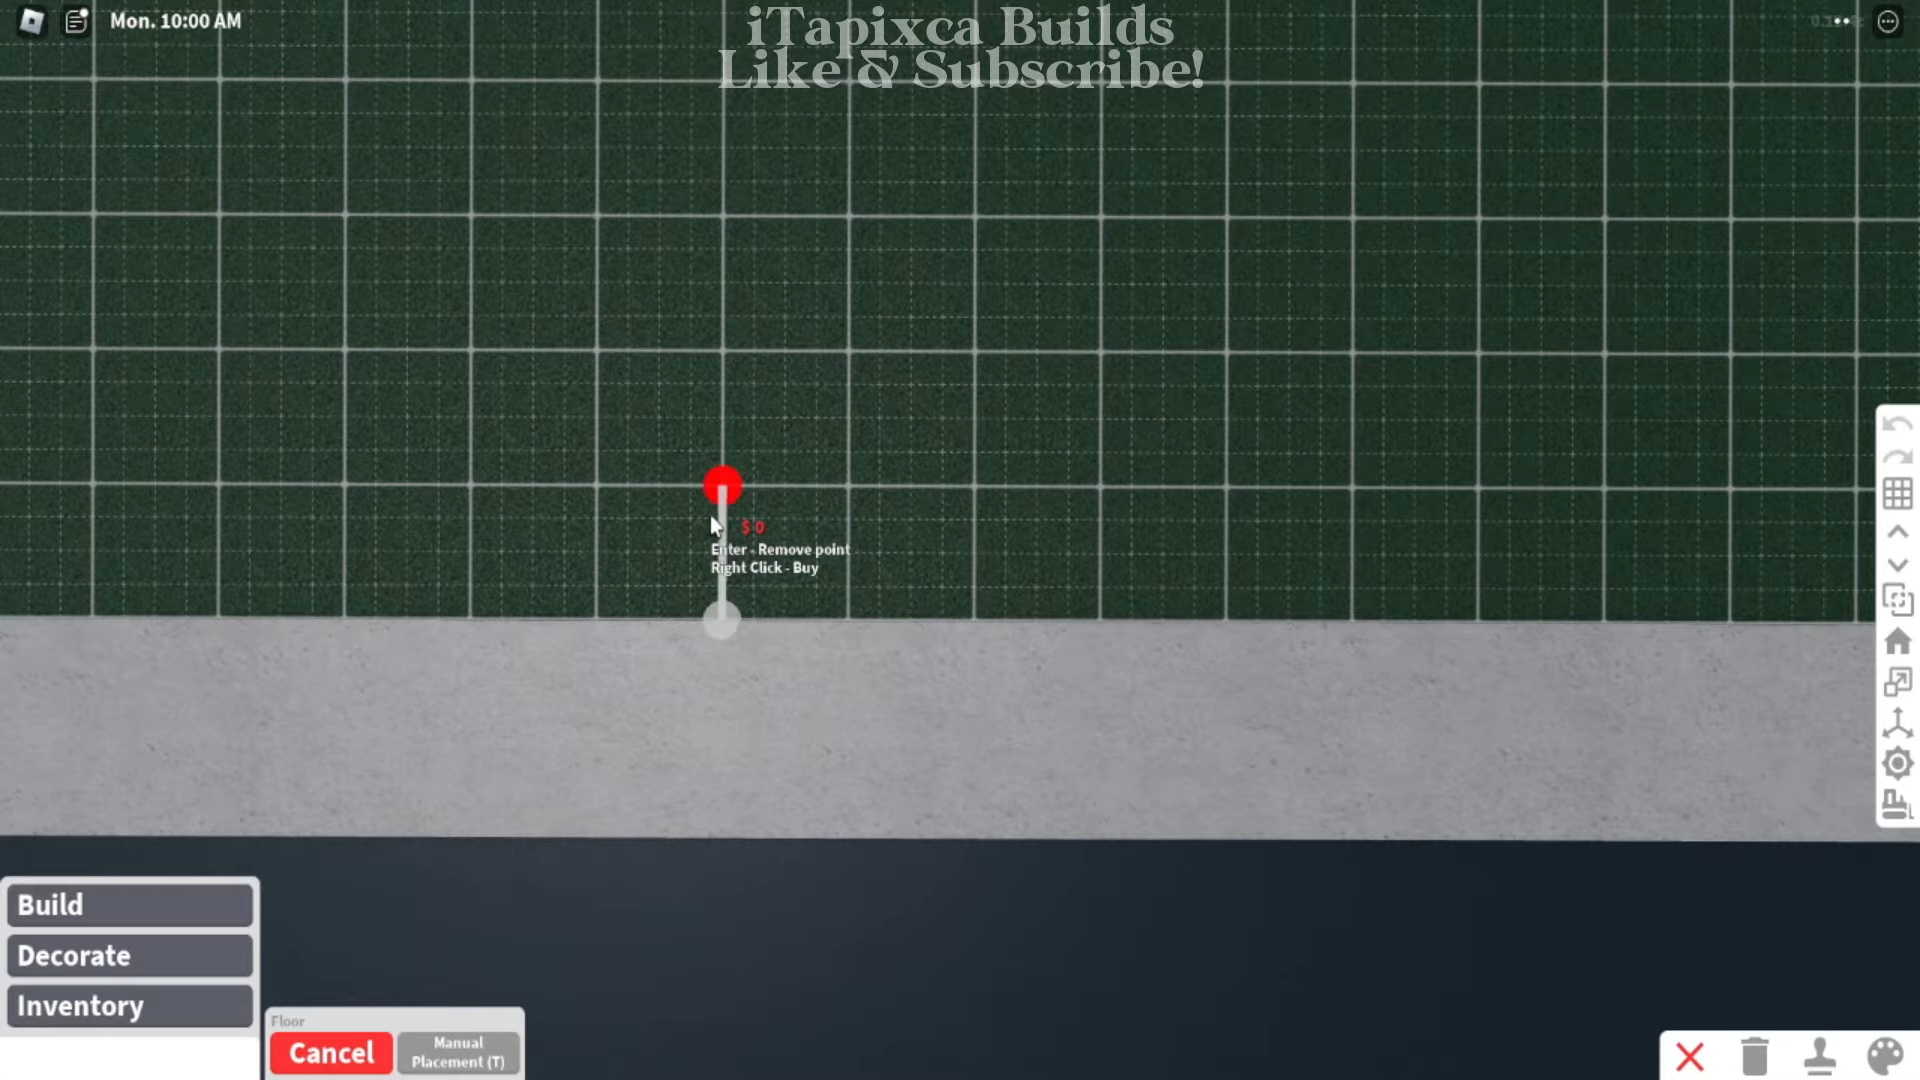 Mon. 10:00 AM
iTapixca Builds
Like & Subscribe!
$ 0
Enter - Remove point
Right Click - Buy
Build
Decorate
Inventory
Floor
Cancel
Manual
Placement (T)